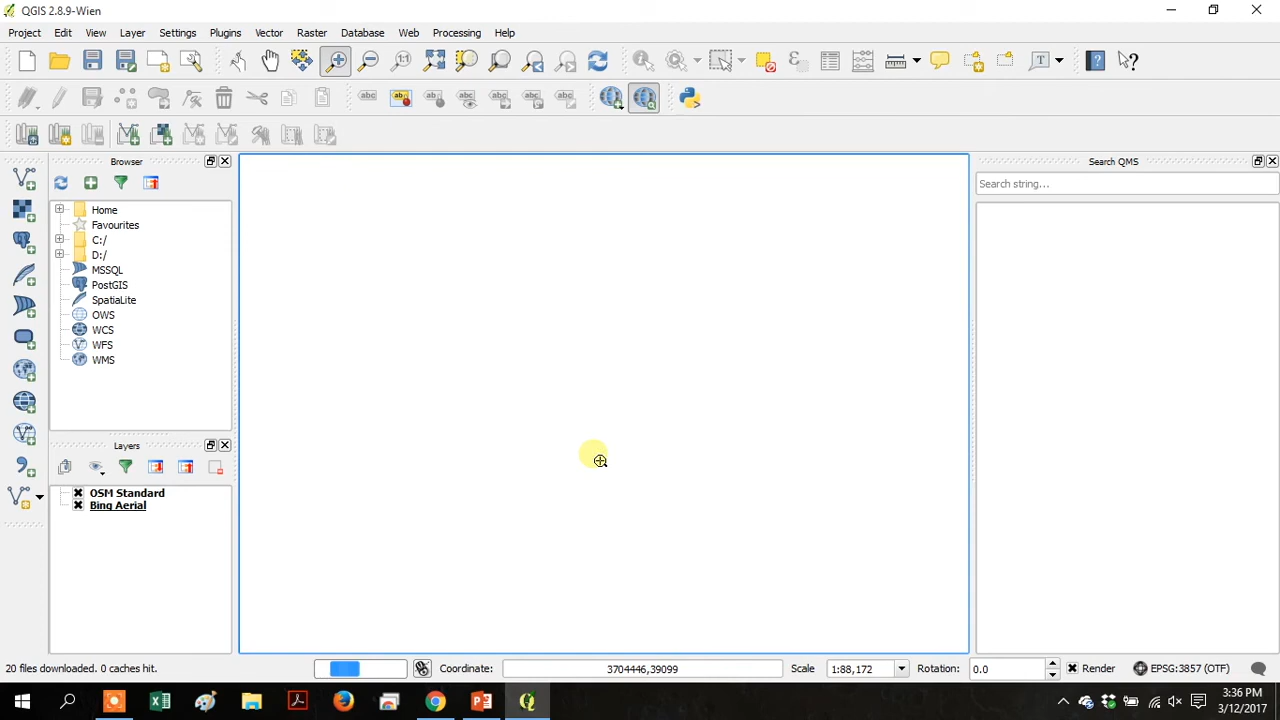 QGIS 2.8.9-Wien
Project Edit View Layer Settings Plugins Vector Raster Database Web Processing Help
Browser
Search QMS
Search string...
Home
Favourites
C:/
D:/
MSSQL
PostGIS
SpatiaLite
OWS
WCS
WFS
WMS
Layers
OSM Standard
Bing Aerial
20 files downloaded. 0 caches hit.
Coordinate: 3704446,39099
Scale 1:88,172
Rotation: 0.0
Render
EPSG:3857 (OTF)
3:36 PM
3/12/2017